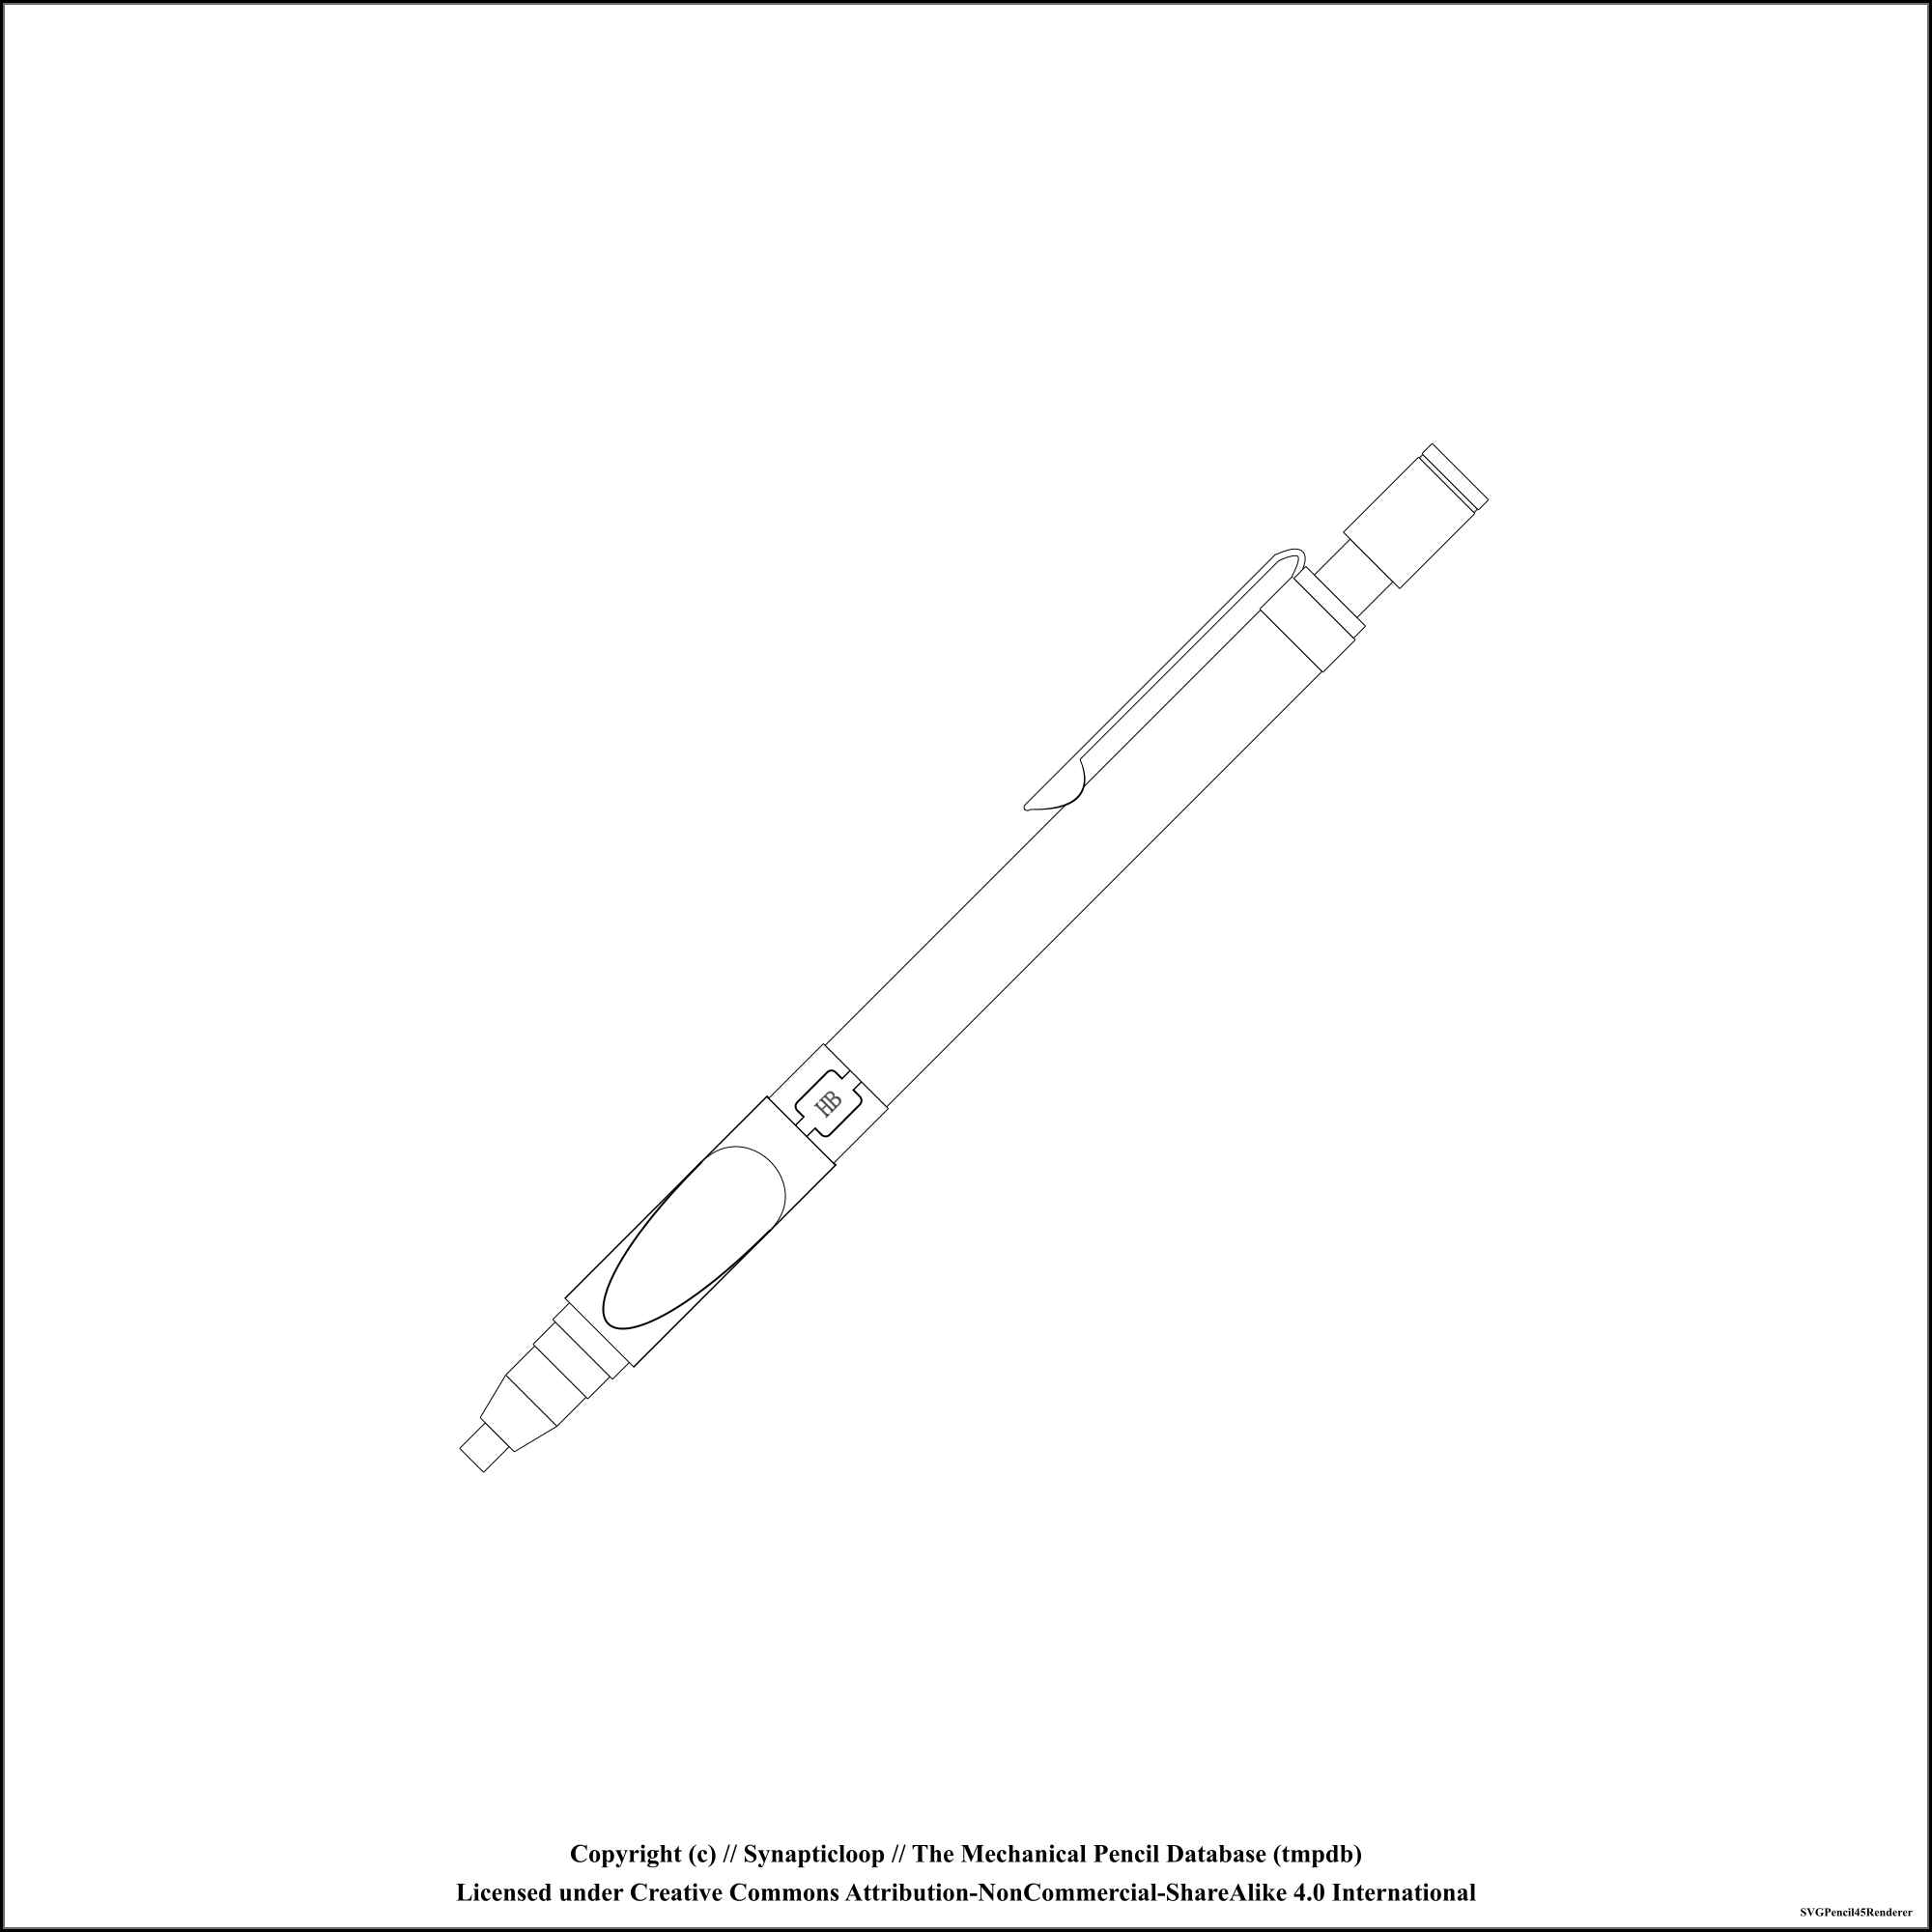 HB
Copyright (c) // Synapticloop // The Mechanical Pencil Database (tmpdb)
Licensed under Creative Commons Attribution-NonCommercial-ShareAlike 4.0 International
SVGPencil45Renderer